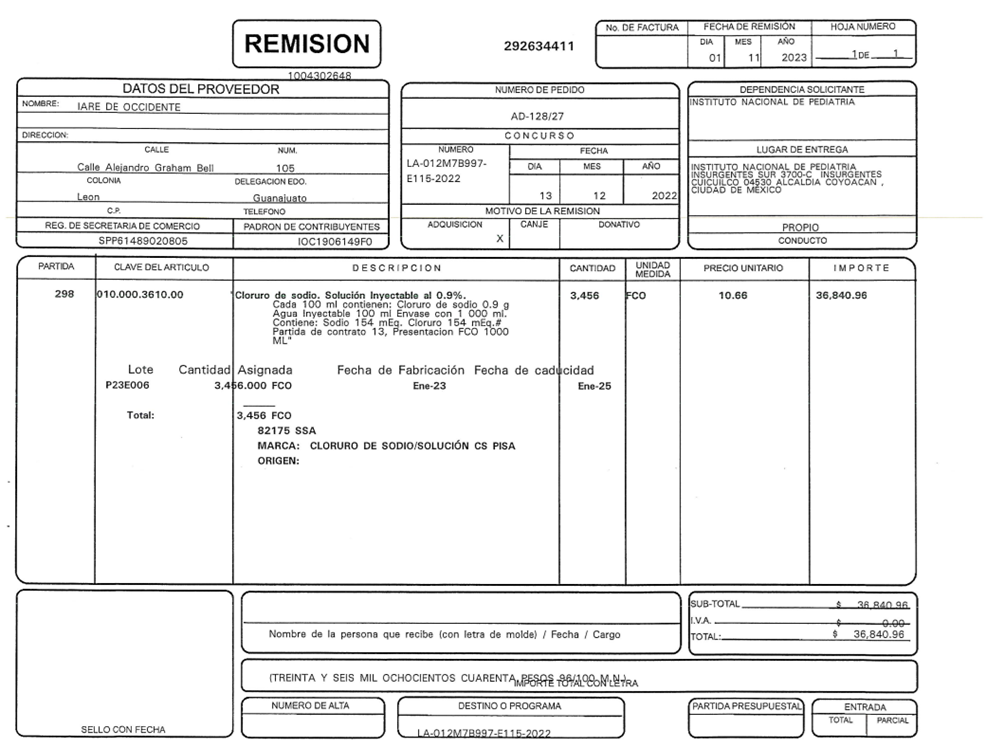 REMISION
292634411
No. DE FACTURA
FECHA DE REMISIÓN
HOJA NUMERO
DIA MES AÑO
01 11 2023
1 DE 1
1004302648
DATOS DEL PROVEEDOR
NOMBRE: IARE DE OCCIDENTE
DIRECCION:
CALLE NUM.
Calle Alejandro Graham Bell 105
COLONIA DELEGACION EDO.
Leon Guanajuato
C.P. TELEFONO
REG. DE SECRETARIA DE COMERCIO PADRON DE CONTRIBUYENTES
SPP61489020805 IOC1906149F0
NUMERO DE PEDIDO
AD-128/27
CONCURSO
NUMERO FECHA
LA-012M7B997-
E115-2022
DIA MES AÑO
13 12 2022
MOTIVO DE LA REMISION
ADQUISICION CANJE DONATIVO
X
DEPENDENCIA SOLICITANTE
INSTITUTO NACIONAL DE PEDIATRIA
LUGAR DE ENTREGA
INSTITUTO NACIONAL DE PEDIATRIA
INSURGENTES SUR 3700-C INSURGENTES
CUICUILCO 04530 ALCALDIA COYOACAN ,
CIUDAD DE MÉXICO
PROPIO
CONDUCTO
PARTIDA CLAVE DEL ARTICULO DESCRIPCION CANTIDAD UNIDAD MEDIDA PRECIO UNITARIO IMPORTE
298 010.000.3610.00 "Cloruro de sodio. Solución Inyectable al 0.9%. 3,456 FCO 10.66 36,840.96
Cada 100 ml contienen: Cloruro de sodio 0.9 g
Agua Inyectable 100 ml Envase con 1 000 ml.
Contiene: Sodio 154 mEq. Cloruro 154 mEq.#
Partida de contrato 13, Presentacion FCO 1000
ML"
Lote Cantidad Asignada Fecha de Fabricación Fecha de caducidad
P23E006 3,456.000 FCO Ene-23 Ene-25
Total: 3,456 FCO
82175 SSA
MARCA: CLORURO DE SODIO/SOLUCIÓN CS PISA
ORIGEN:
SELLO CON FECHA
Nombre de la persona que recibe (con letra de molde) / Fecha / Cargo
SUB-TOTAL $ 36,840.96
I.V.A. $ 0.00
TOTAL: $ 36,840.96
(TREINTA Y SEIS MIL OCHOCIENTOS CUARENTA PESOS 96/100 M.N.)
IMPORTE TOTAL CON LETRA
NUMERO DE ALTA
DESTINO O PROGRAMA
LA-012M7B997-E115-2022
PARTIDA PRESUPUESTAL
ENTRADA
TOTAL PARCIAL